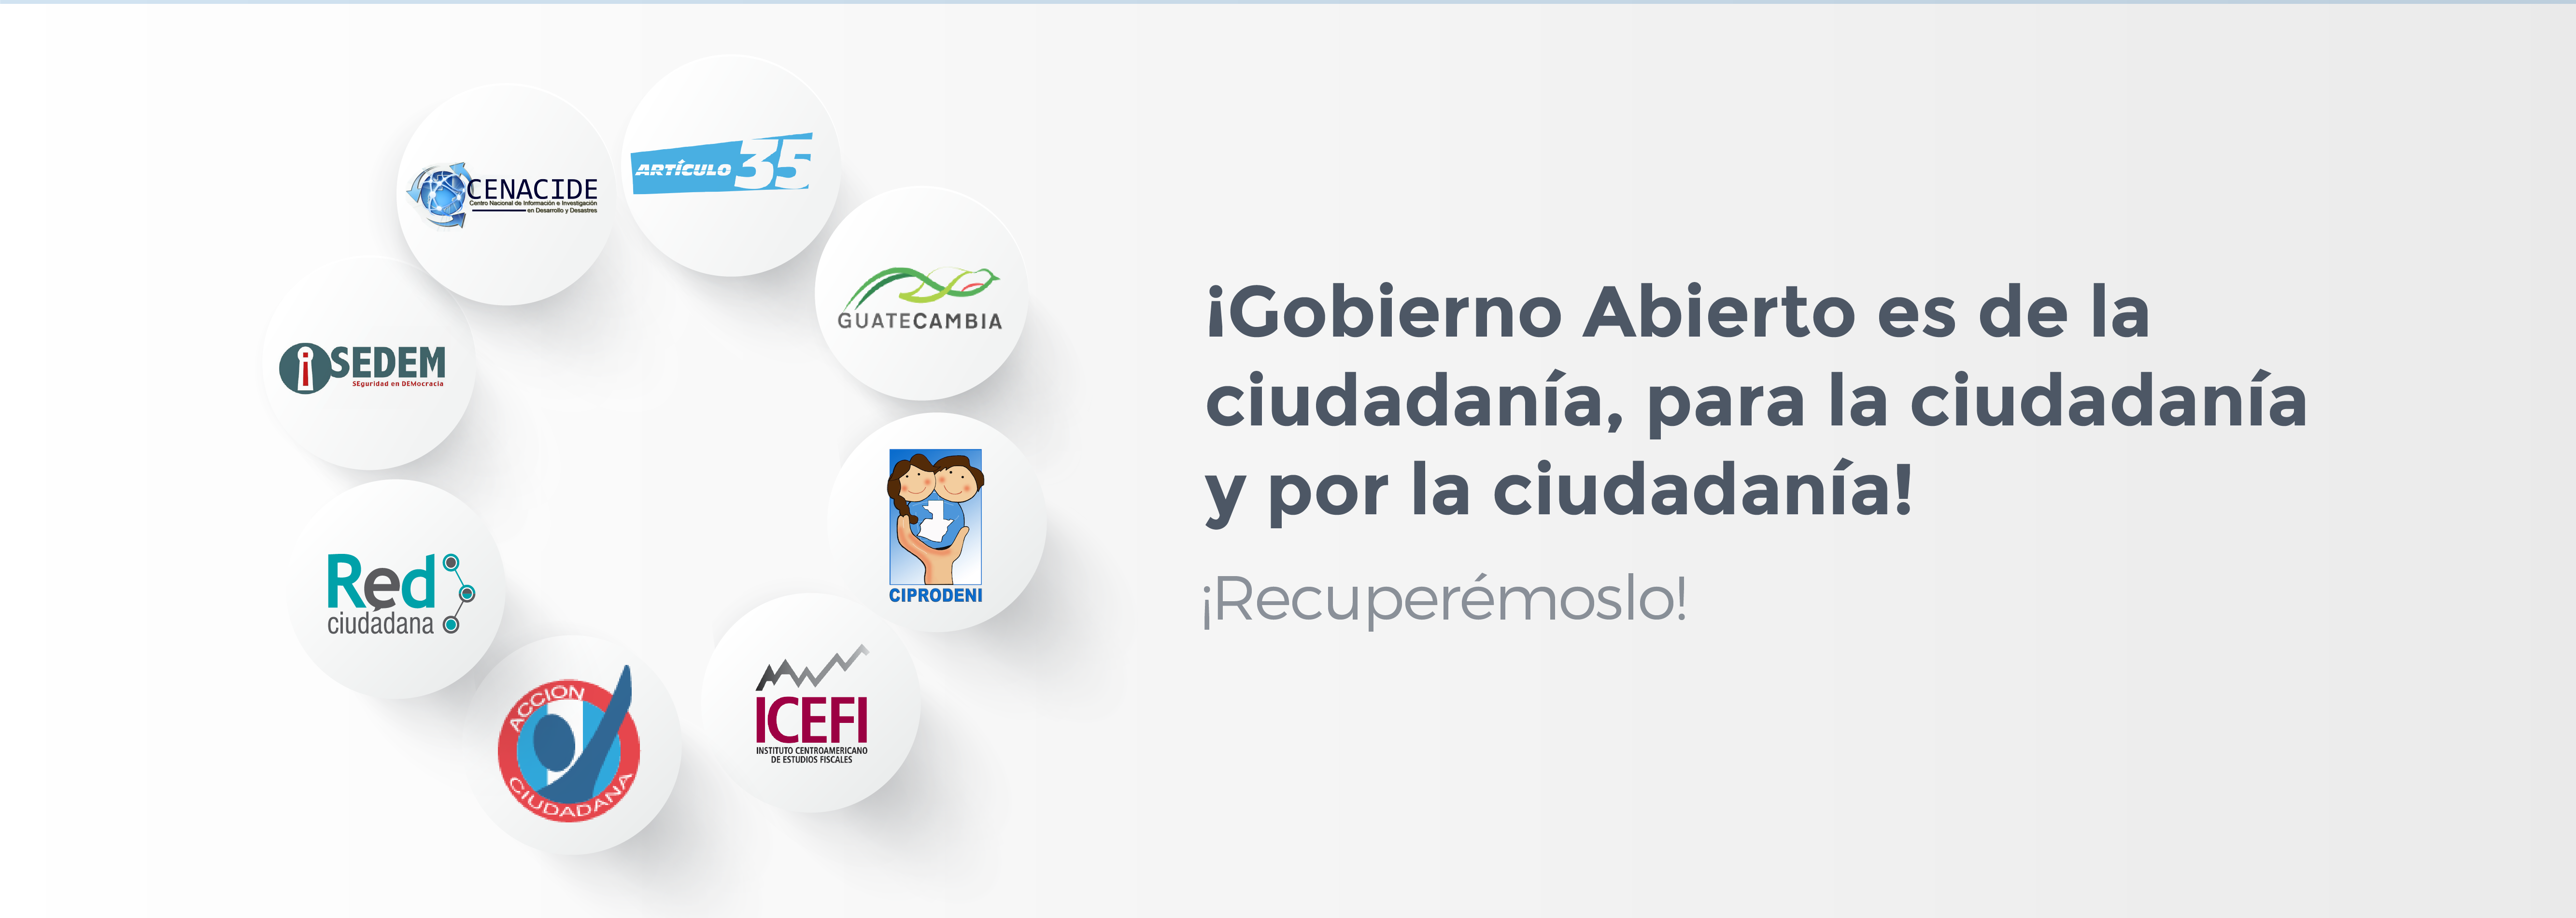 ARTÍCULO 35
CENACIDE
Centro Nacional de Información e Investigación
en Desarrollo y Desastres
GUATECAMBIA
iSEDEM
SEguridad en DEMocracia
CIPRODENI
Red
ciudadana
ICEFI
INSTITUTO CENTROAMERICANO
DE ESTUDIOS FISCALES
ACCION
CIUDADANA
¡Gobierno Abierto es de la
ciudadanía, para la ciudadanía
y por la ciudadanía!
¡Recuperémoslo!